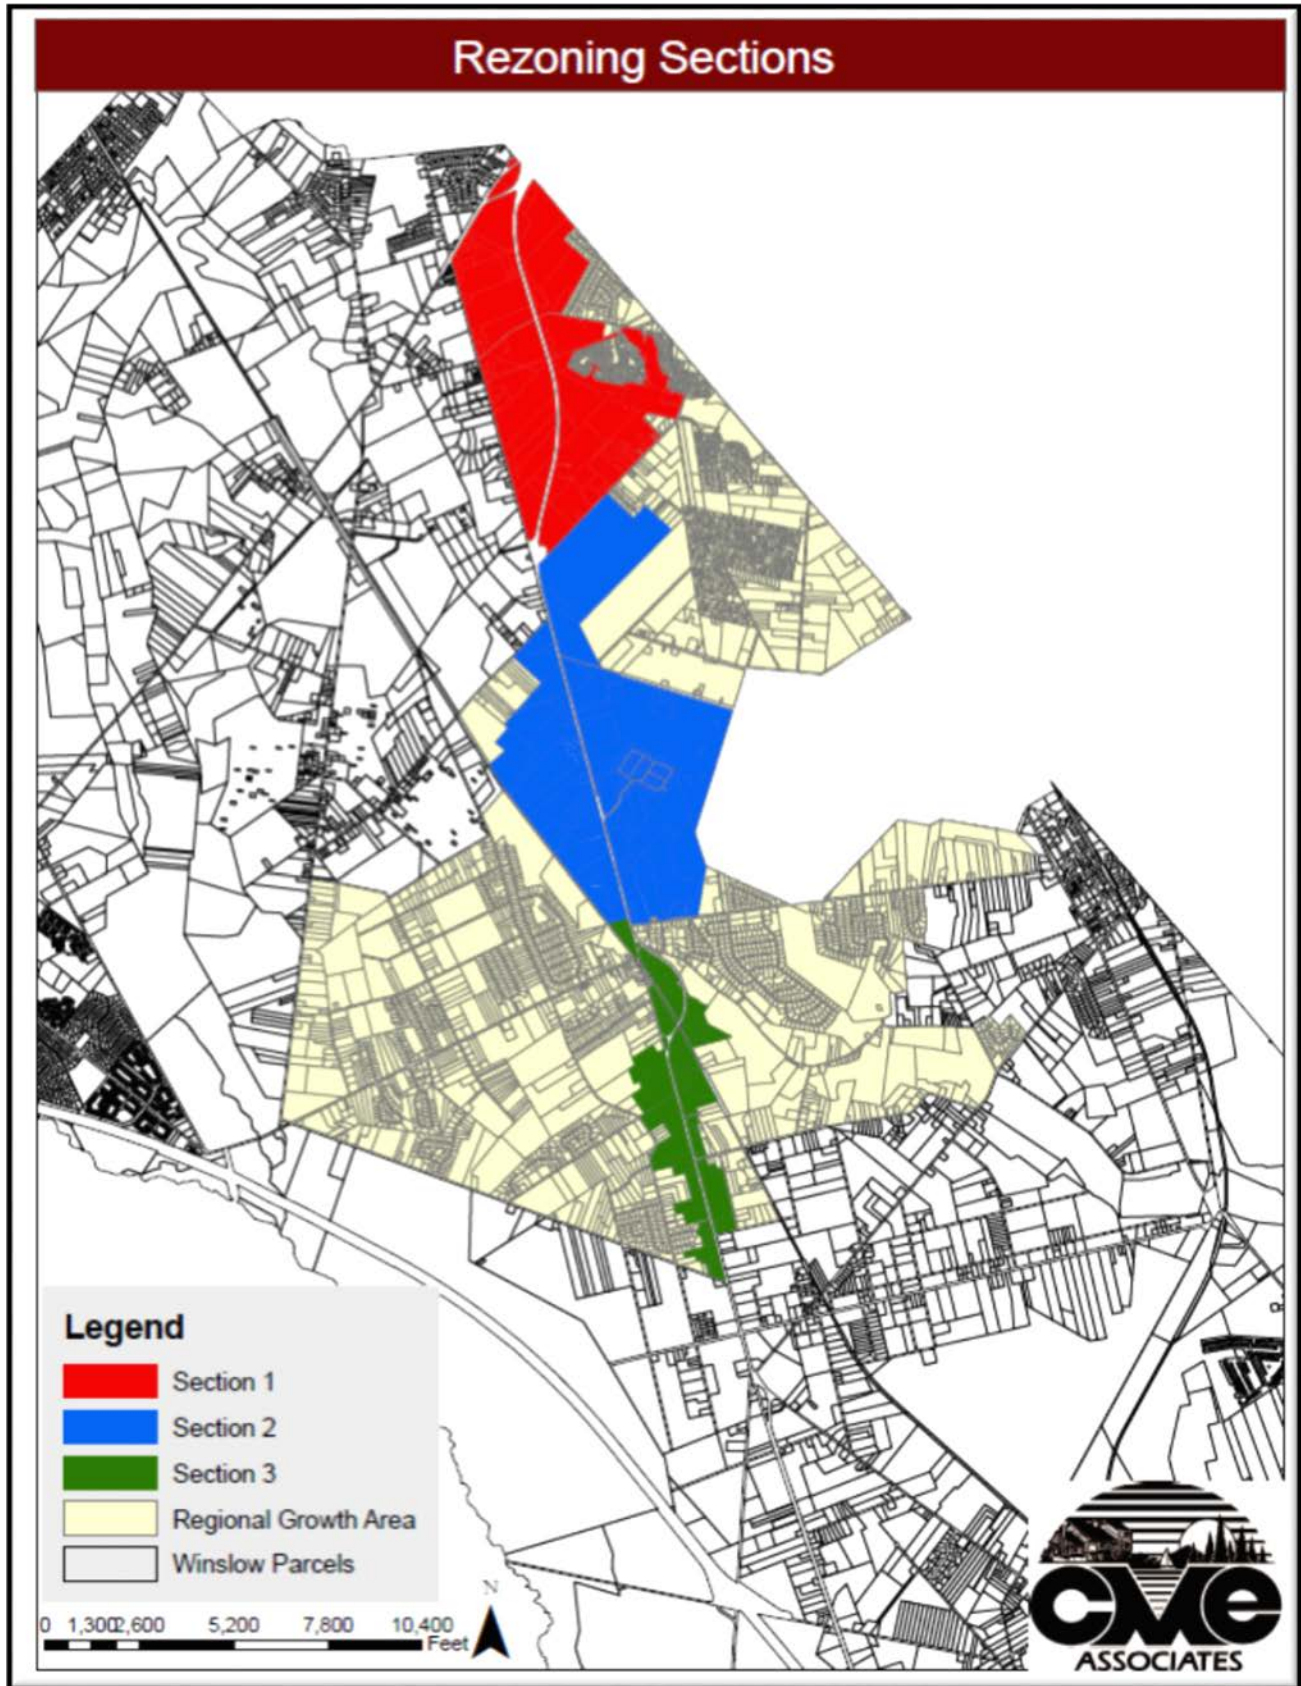 Rezoning Sections
Legend
Section 1
Section 2
Section 3
Regional Growth Area
Winslow Parcels
N
0 1,300 2,600 5,200 7,800 10,400
Feet
cme
ASSOCIATES